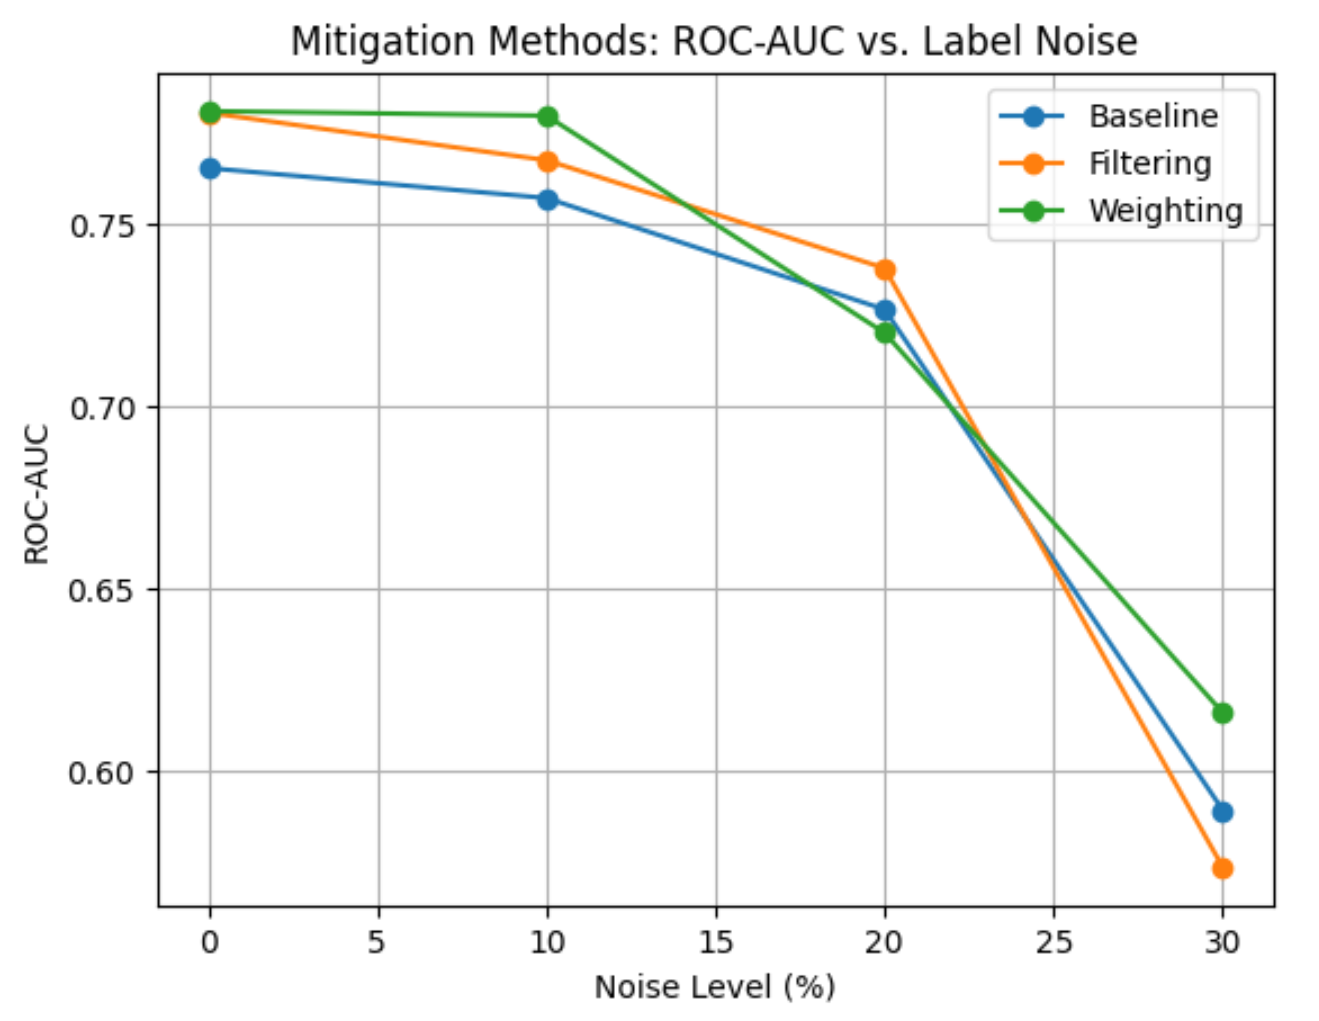 Mitigation Methods: ROC-AUC vs. Label Noise
Baseline
Filtering
Weighting
0.75
0.70
0.65
0.60
ROC-AUC
0 5 10 15 20 25 30
Noise Level (%)